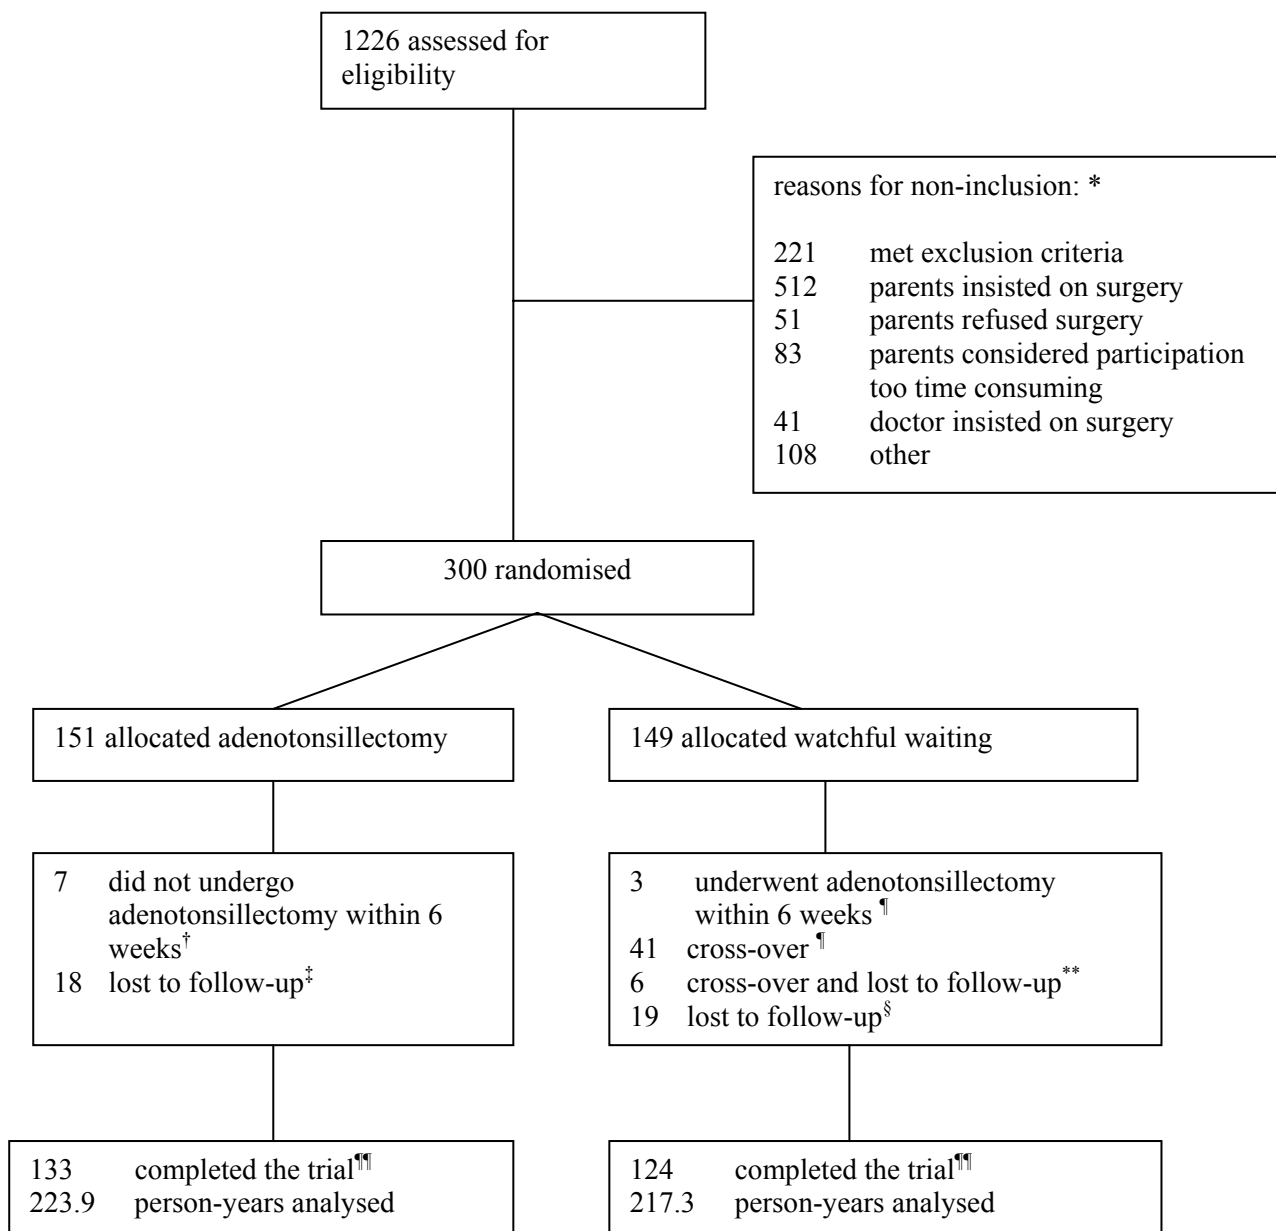 1226 assessed for
eligibility
reasons for non-inclusion: *
221 met exclusion criteria
512 parents insisted on surgery
51 parents refused surgery
83 parents considered participation
too time consuming
41 doctor insisted on surgery
108 other
300 randomised
151 allocated adenotonsillectomy
149 allocated watchful waiting
7 did not undergo
adenotonsillectomy within 6
weeks†
18 lost to follow-up‡
3 underwent adenotonsillectomy
within 6 weeks ¶
41 cross-over ¶
6 cross-over and lost to follow-up**
19 lost to follow-up§
133 completed the trial¶¶
223.9 person-years analysed
124 completed the trial¶¶
217.3 person-years analysed